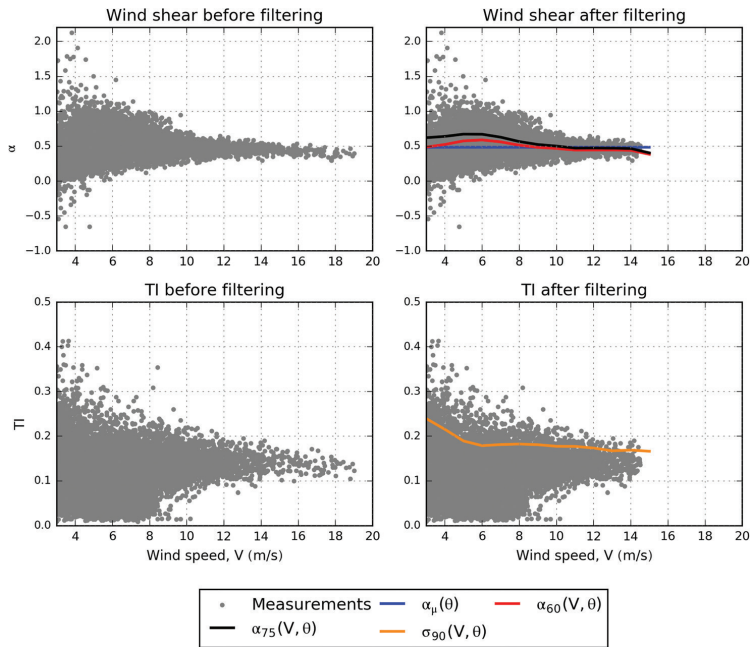 Wind shear before filtering
Wind shear after filtering
2.0
1.5
1.0
0.5
0.0
−0.5
−1.0
α
4 6 8 10 12 14 16 18 20
2.0
1.5
1.0
0.5
0.0
−0.5
−1.0
4 6 8 10 12 14 16 18 20
TI before filtering
TI after filtering
0.5
0.4
0.3
0.2
0.1
0.0
TI
4 6 8 10 12 14 16 18 20
Wind speed, V (m/s)
0.5
0.4
0.3
0.2
0.1
0.0
4 6 8 10 12 14 16 18 20
Wind speed, V (m/s)
Measurements
αμ(θ)
α60(V, θ)
α75(V, θ)
σ90(V, θ)